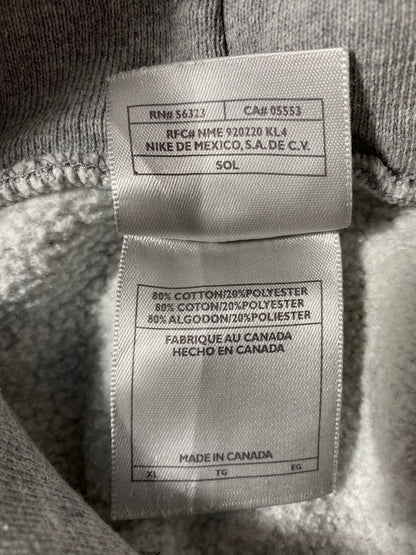 RN# 56323 CA# 05553
RFC# NME 920220 KL4
NIKE DE MEXICO, S.A. DE C.V.
SOL
80% COTTON/20%POLYESTER
80% COTON/20%POLYESTER
80% ALGODON/20%POLIESTER
FABRIQUE AU CANADA
HECHO EN CANADA
MADE IN CANADA
XL TG EG